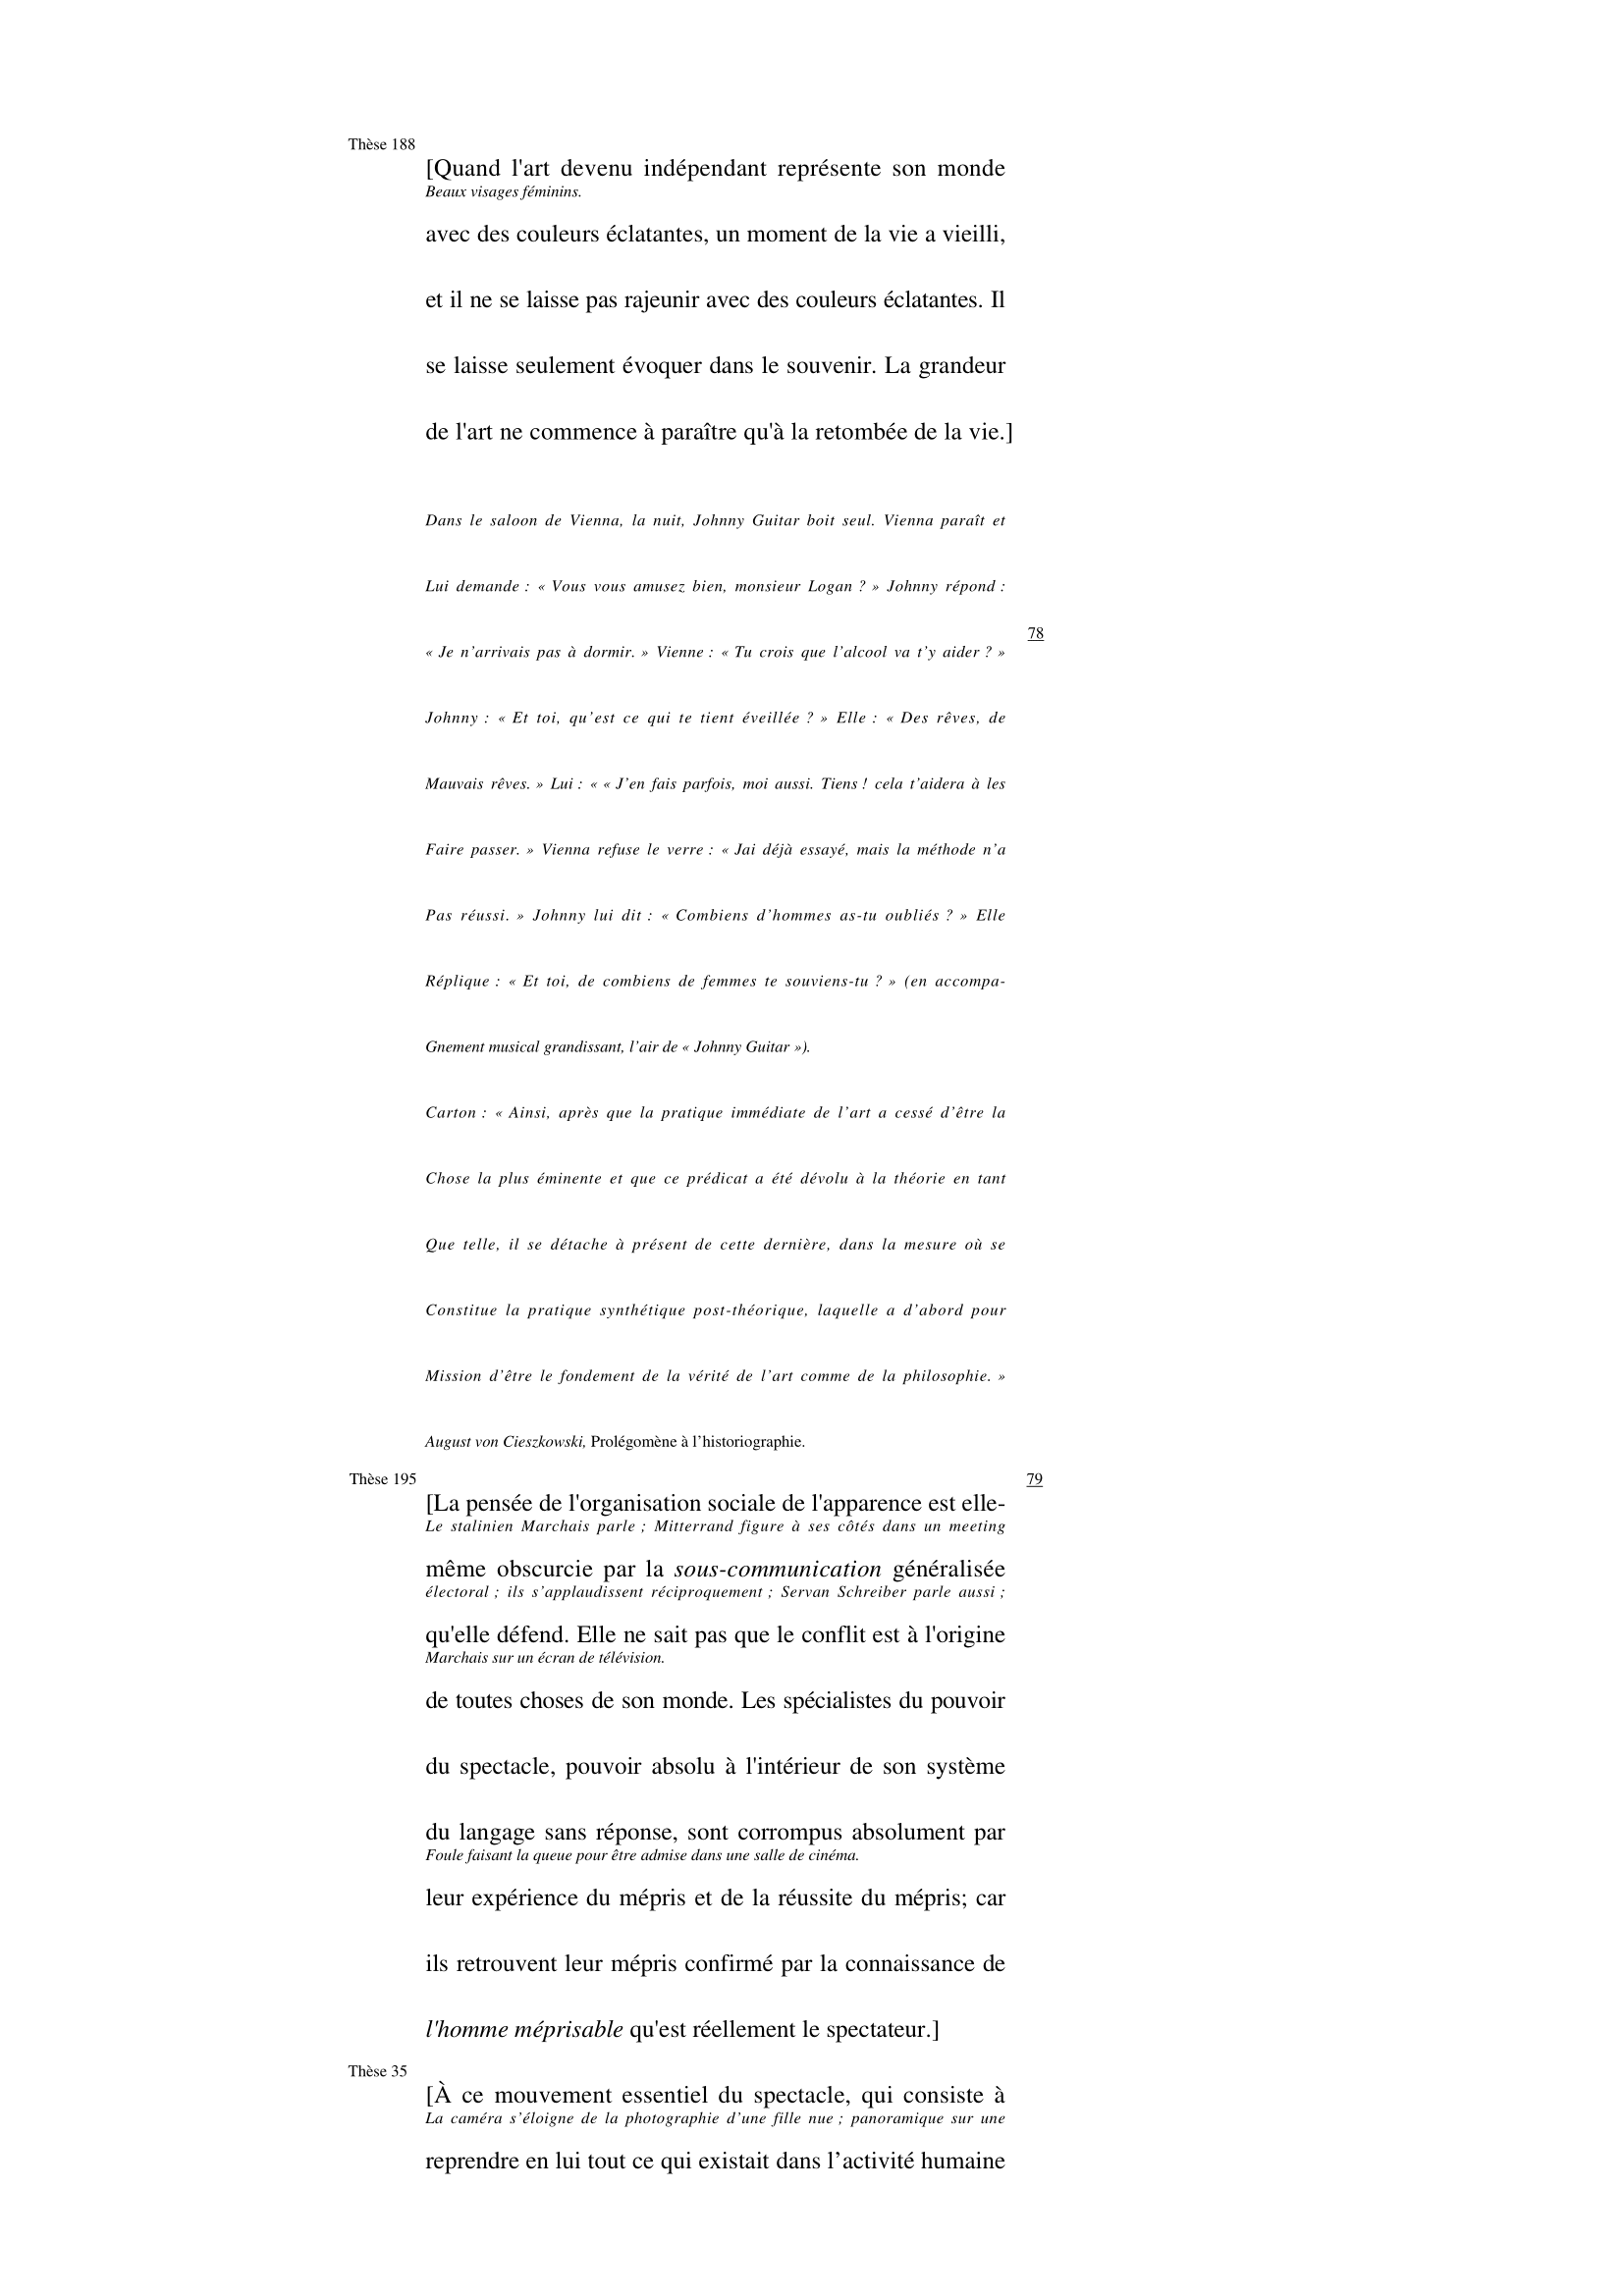 Thèse 188
[Quand l'art devenu indépendant représente son monde
Beaux visages féminins.
avec des couleurs éclatantes, un moment de la vie a vieilli,
et il ne se laisse pas rajeunir avec des couleurs éclatantes. Il
se laisse seulement évoquer dans le souvenir. La grandeur
de l'art ne commence à paraître qu'à la retombée de la vie.]
Dans le saloon de Vienna, la nuit, Johnny Guitar boit seul. Vienna paraît et
Lui demande : « Vous vous amusez bien, monsieur Logan ? » Johnny répond :
78
« Je n’arrivais pas à dormir. » Vienne : « Tu crois que l’alcool va t’y aider ? »
Johnny : « Et toi, qu’est ce qui te tient éveillée ? » Elle : « Des rêves, de
Mauvais rêves. » Lui : « « J’en fais parfois, moi aussi. Tiens ! cela t’aidera à les
Faire passer. » Vienna refuse le verre : « Jai déjà essayé, mais la méthode n’a
Pas réussi. » Johnny lui dit : « Combiens d’hommes as-tu oubliés ? » Elle
Réplique : « Et toi, de combiens de femmes te souviens-tu ? » (en accompa-
Gnement musical grandissant, l’air de « Johnny Guitar »).
Carton : « Ainsi, après que la pratique immédiate de l’art a cessé d’être la
Chose la plus éminente et que ce prédicat a été dévolu à la théorie en tant
Que telle, il se détache à présent de cette dernière, dans la mesure où se
Constitue la pratique synthétique post-théorique, laquelle a d’abord pour
Mission d’être le fondement de la vérité de l’art comme de la philosophie. »
August von Cieszkowski, Prolégomène à l’historiographie.
Thèse 195
79
[La pensée de l'organisation sociale de l'apparence est elle-
Le stalinien Marchais parle ; Mitterrand figure à ses côtés dans un meeting
même obscurcie par la sous-communication généralisée
électoral ; ils s’applaudissent réciproquement ; Servan Schreiber parle aussi ;
qu'elle défend. Elle ne sait pas que le conflit est à l'origine
Marchais sur un écran de télévision.
de toutes choses de son monde. Les spécialistes du pouvoir
du spectacle, pouvoir absolu à l'intérieur de son système
du langage sans réponse, sont corrompus absolument par
Foule faisant la queue pour être admise dans une salle de cinéma.
leur expérience du mépris et de la réussite du mépris; car
ils retrouvent leur mépris confirmé par la connaissance de
l'homme méprisable qu'est réellement le spectateur.]
Thèse 35
[À ce mouvement essentiel du spectacle, qui consiste à
La caméra s’éloigne de la photographie d’une fille nue ; panoramique sur une
reprendre en lui tout ce qui existait dans l’activité humaine